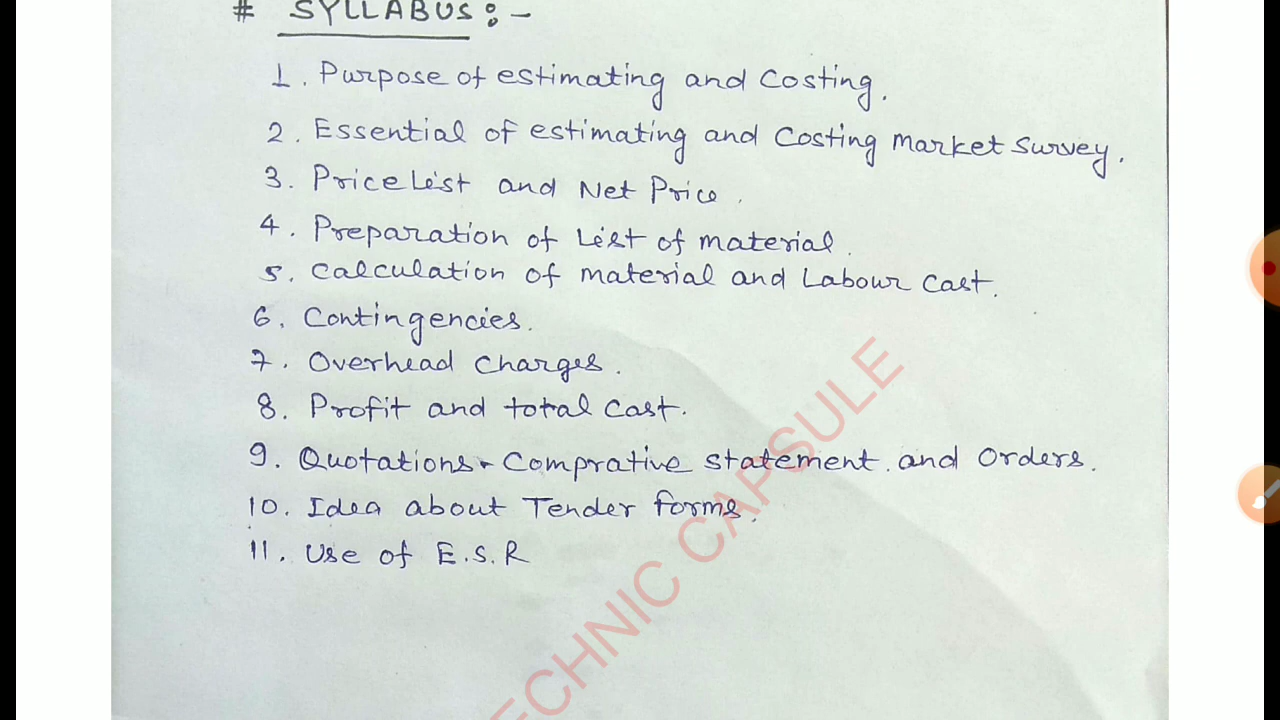 # SYLLABUS:-
1. Purpose of estimating and Costing.
2. Essential of estimating and Costing market Survey.
3. Price List and Net Price.
4. Preparation of List of material.
5. Calculation of material and Labour Cast.
6. Contingencies.
7. Overhead Charges.
8. Profit and total Cast.
9. Quotations. Comprative statement and Orders.
10. Idea about Tender forms.
11. Use of E.S.R
TECHNIC CAPSULE